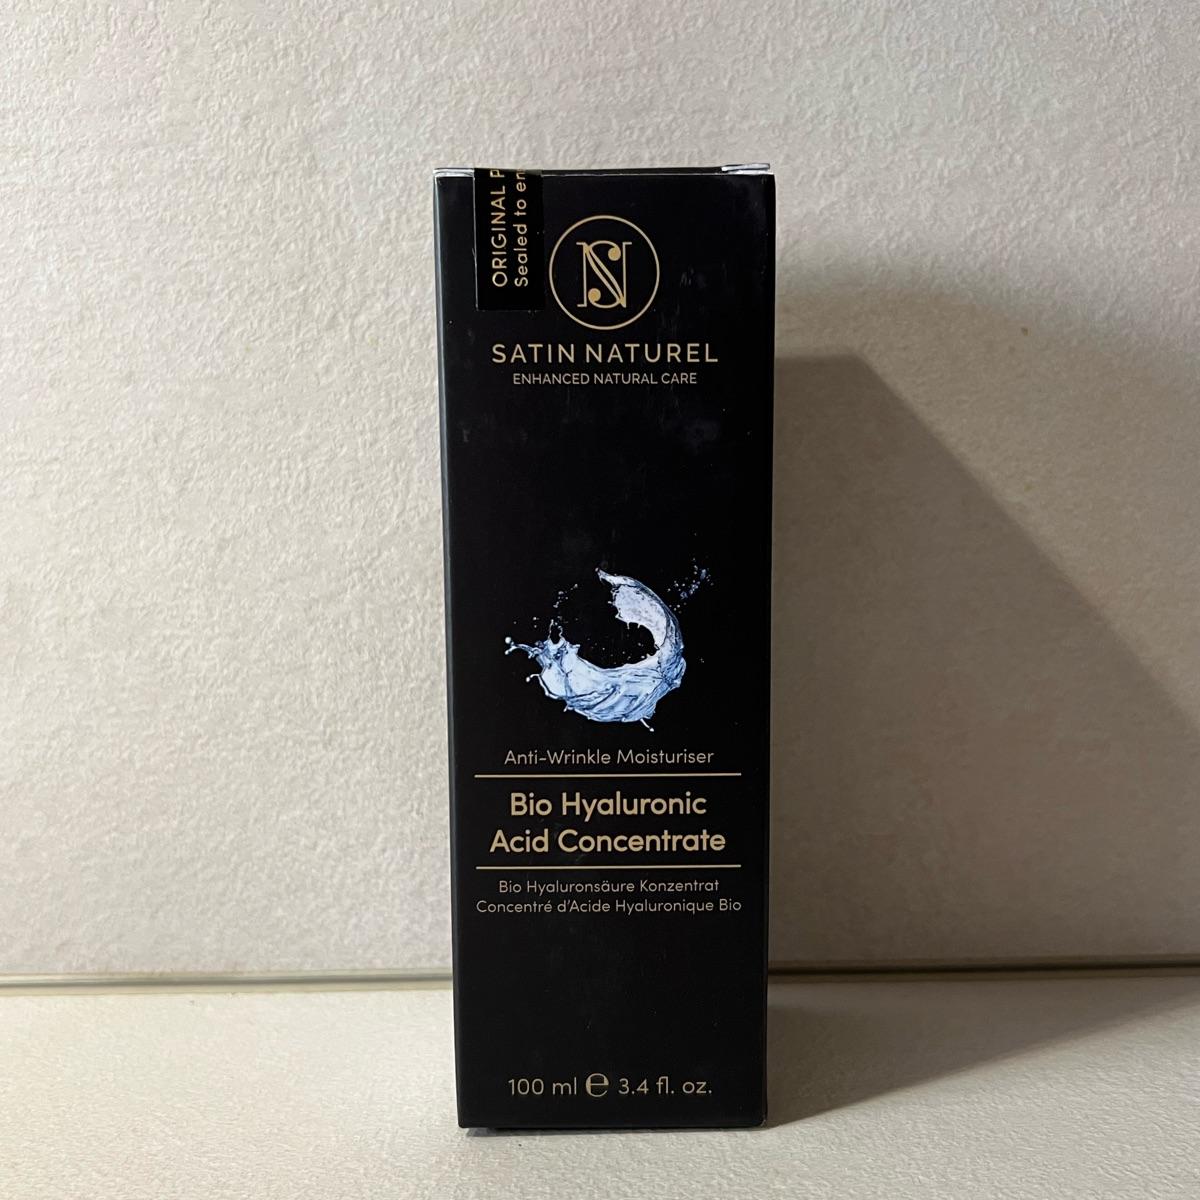 ORIGINAL
Sealed to
SN
SATIN NATUREL
ENHANCED NATURAL CARE
Anti-Wrinkle Moisturiser
Bio Hyaluronic
Acid Concentrate
Bio Hyaluronsäure Konzentrat
Concentré d'Acide Hyaluronique Bio
100 ml ℮ 3.4 fl. oz.